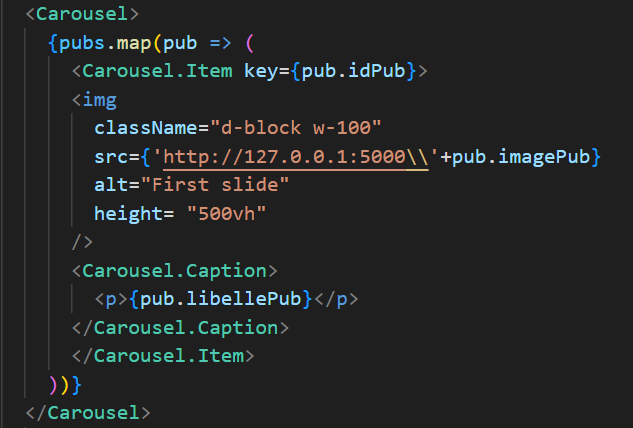 <Carousel>
{pubs.map(pub => (
<Carousel.Item key={pub.idPub}>
<img
className="d-block w-100"
src={'http://127.0.0.1:5000\\'+pub.imagePub}
alt="First slide"
height= "500vh"
/>
<Carousel.Caption>
<p>{pub.libellePub}</p>
</Carousel.Caption>
</Carousel.Item>
))}
</Carousel>